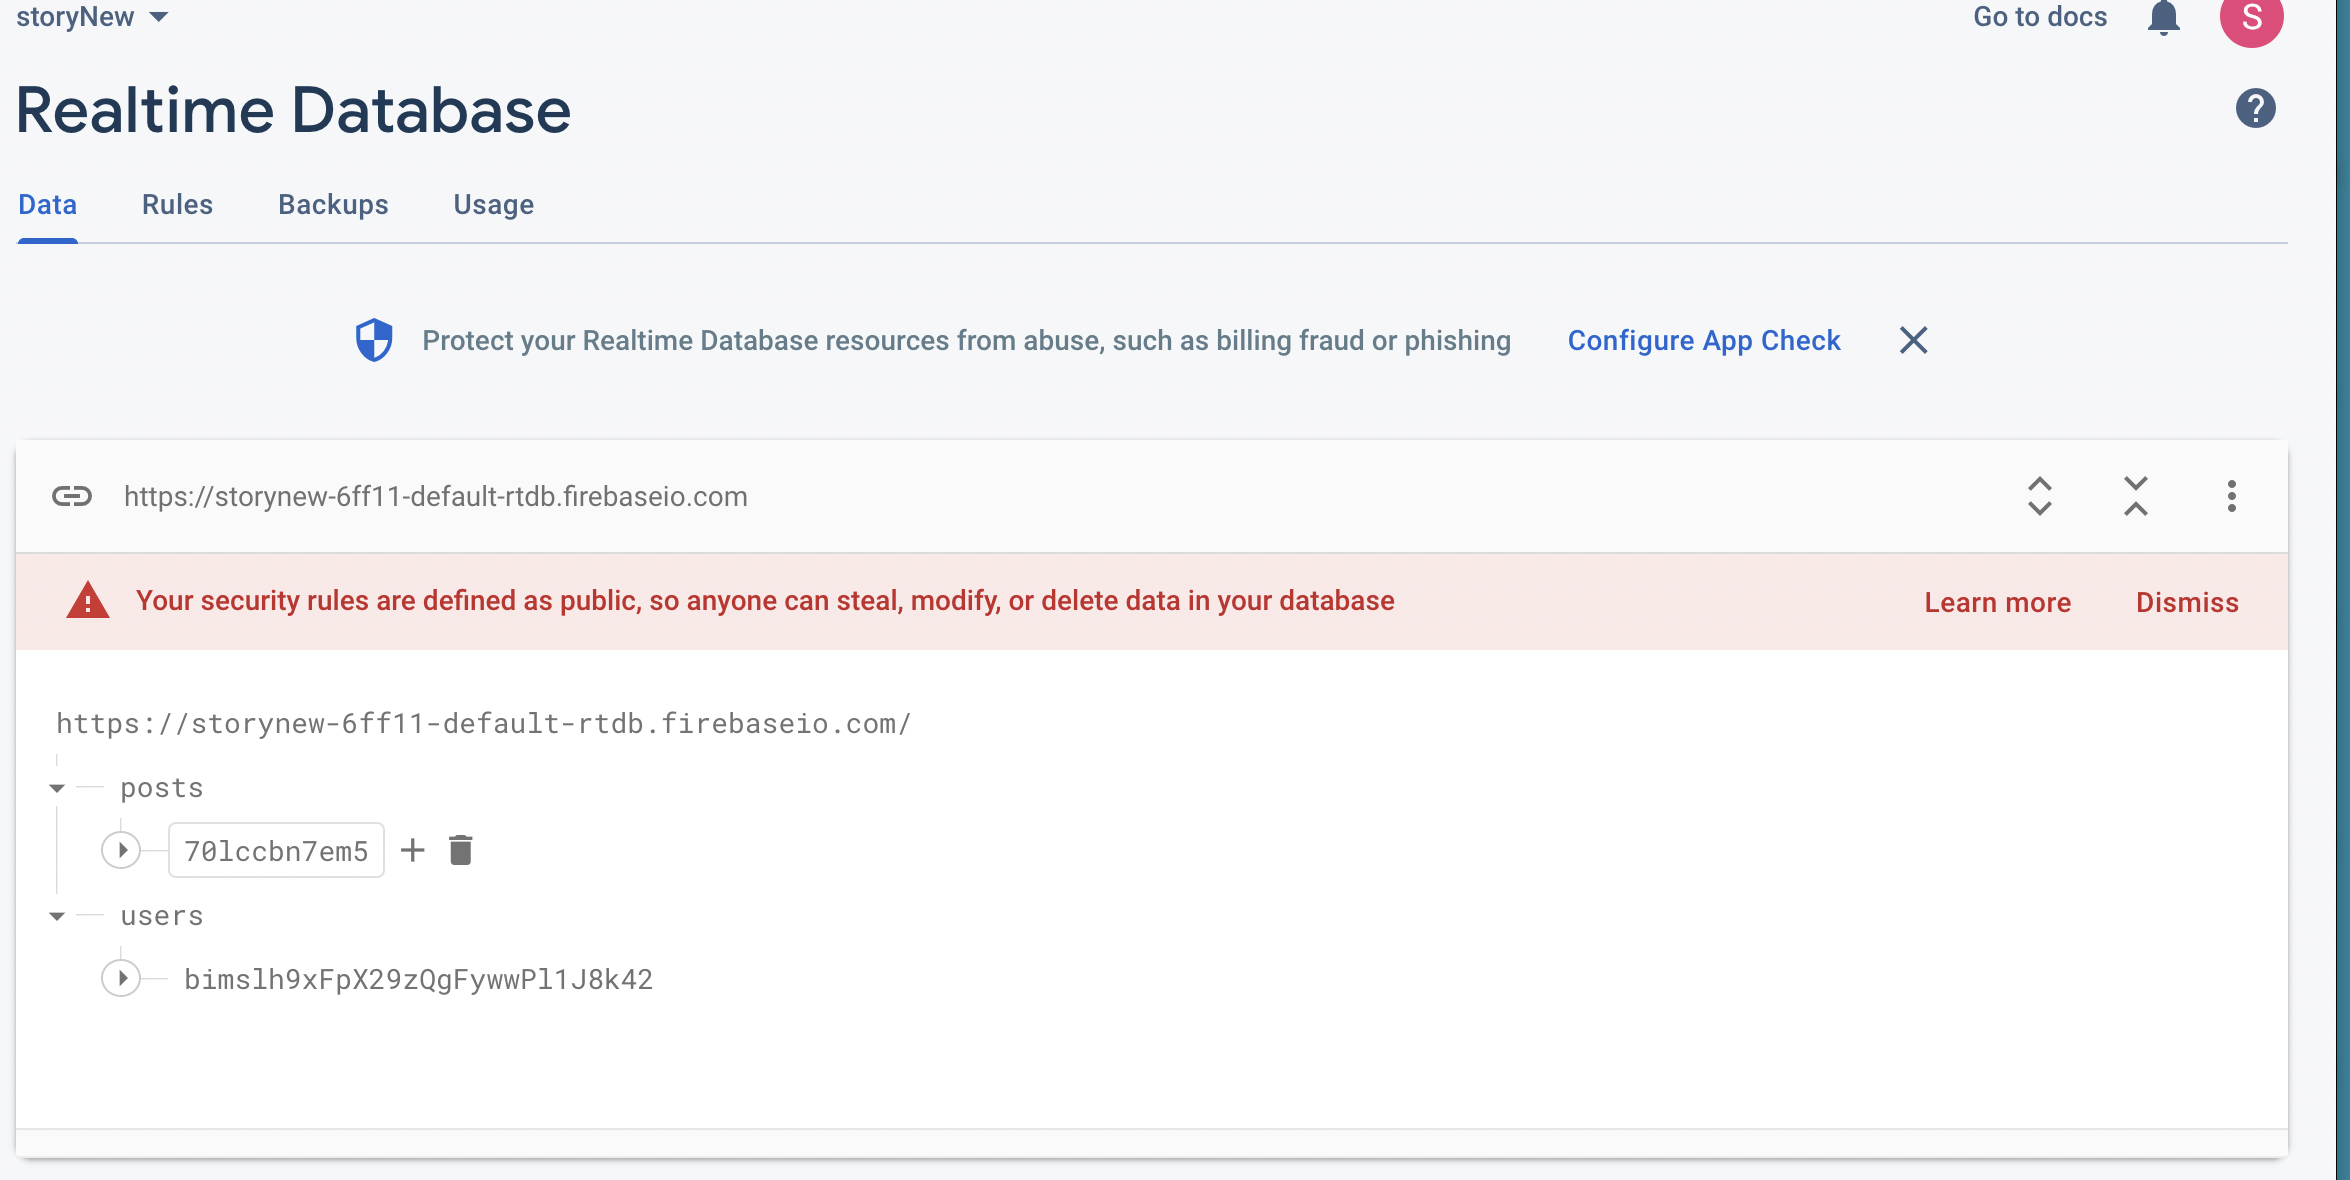 storyNew
Go to docs
S
Realtime Database
Data Rules Backups Usage
Protect your Realtime Database resources from abuse, such as billing fraud or phishing Configure App Check
https://storynew-6ff11-default-rtdb.firebaseio.com
Your security rules are defined as public, so anyone can steal, modify, or delete data in your database Learn more Dismiss
https://storynew-6ff11-default-rtdb.firebaseio.com/
posts
70lccbn7em5
users
bimslh9xFpX29zQgFywwPl1J8k42